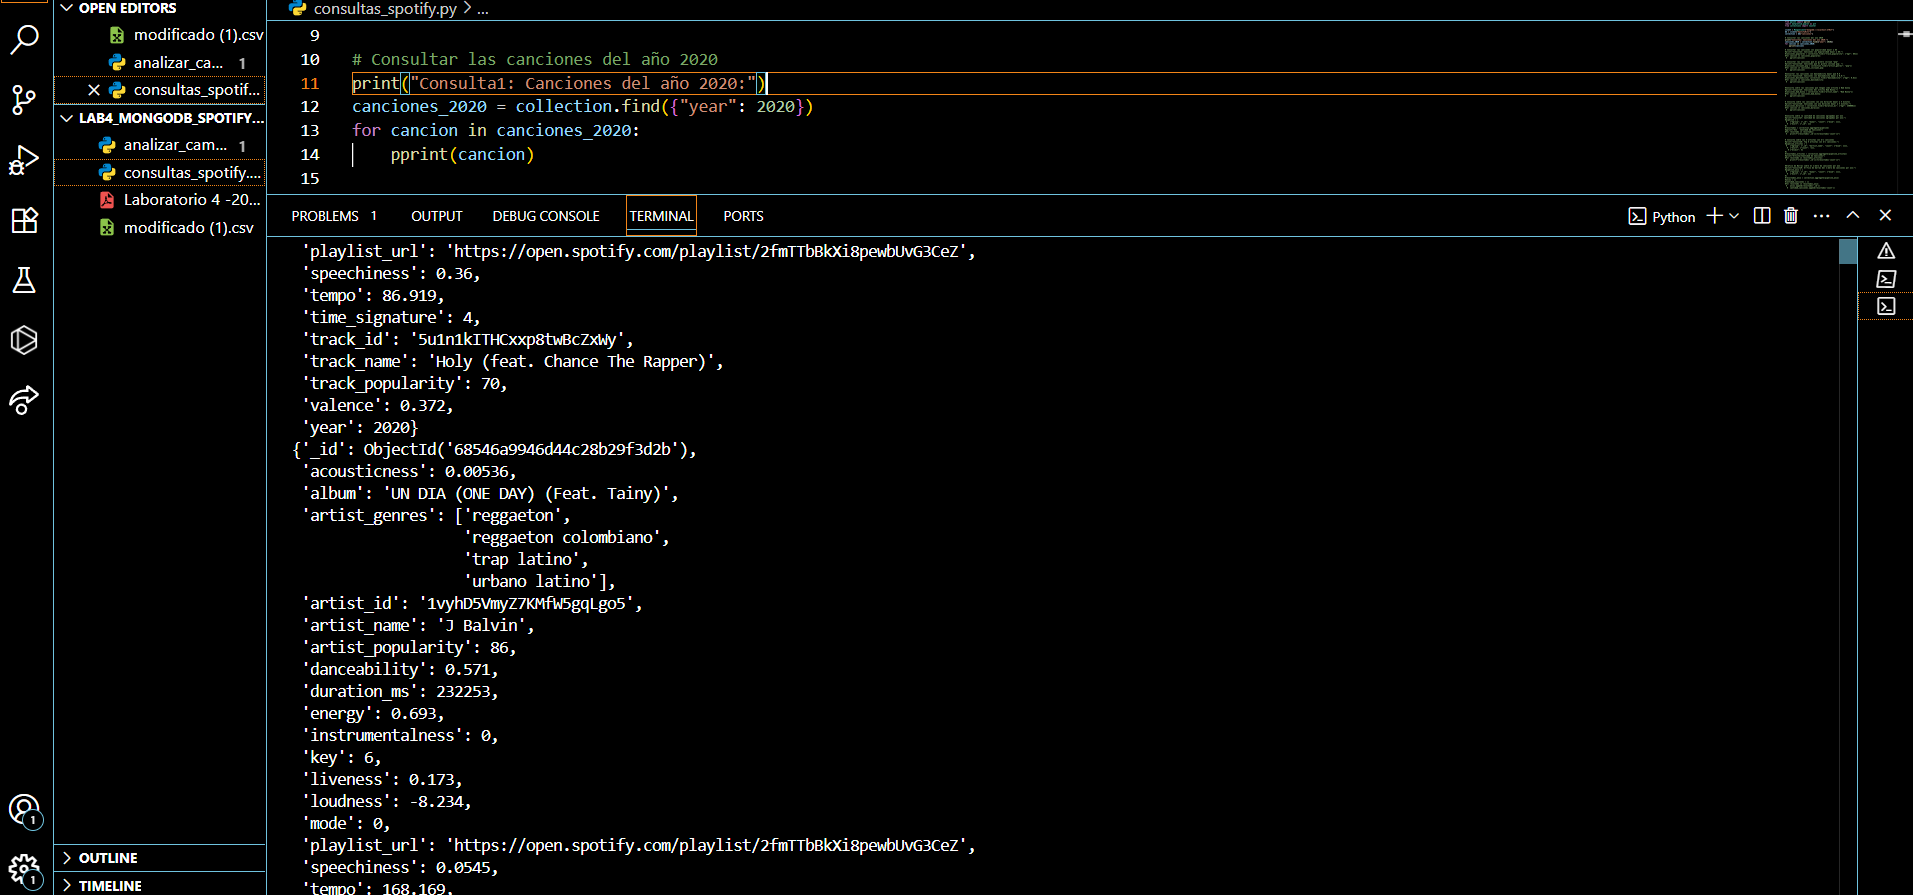 OPEN EDITORS
modificado (1).csv
analizar_ca... 1
consultas_spotif...
LAB4_MONGODB_SPOTIFY...
analizar_cam... 1
consultas_spotify....
Laboratorio 4 -20...
modificado (1).csv
OUTLINE
TIMELINE
1
1
consultas_spotify.py > ...
9
10 # Consultar las canciones del año 2020
11 print("Consulta1: Canciones del año 2020:")
12 canciones_2020 = collection.find({"year": 2020})
13 for cancion in canciones_2020:
14     pprint(cancion)
15
PROBLEMS 1 OUTPUT DEBUG CONSOLE TERMINAL PORTS Python
'playlist_url': 'https://open.spotify.com/playlist/2fmTTbBkXi8pewbUvG3CeZ',
'speechiness': 0.36,
'tempo': 86.919,
'time_signature': 4,
'track_id': '5u1n1kITHCxxp8twBcZxWy',
'track_name': 'Holy (feat. Chance The Rapper)',
'track_popularity': 70,
'valence': 0.372,
'year': 2020}
{'_id': ObjectId('68546a9946d44c28b29f3d2b'),
'acousticness': 0.00536,
'album': 'UN DIA (ONE DAY) (Feat. Tainy)',
'artist_genres': ['reggaeton',
'reggaeton colombiano',
'trap latino',
'urbano latino'],
'artist_id': '1vyhD5VmyZ7KMfW5gqLgo5',
'artist_name': 'J Balvin',
'artist_popularity': 86,
'danceability': 0.571,
'duration_ms': 232253,
'energy': 0.693,
'instrumentalness': 0,
'key': 6,
'liveness': 0.173,
'loudness': -8.234,
'mode': 0,
'playlist_url': 'https://open.spotify.com/playlist/2fmTTbBkXi8pewbUvG3CeZ',
'speechiness': 0.0545,
'tempo': 168.169,